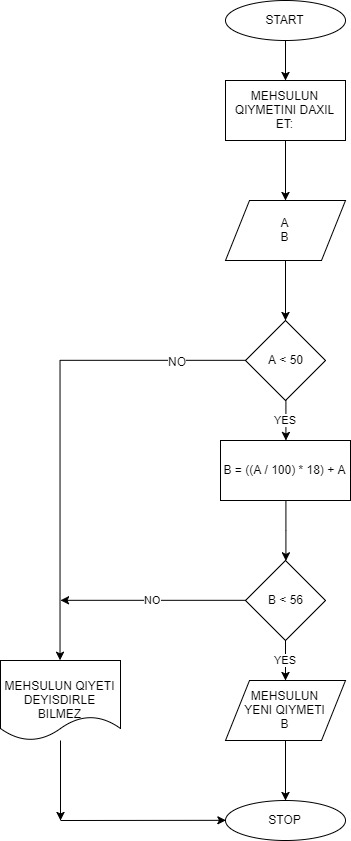 START
MEHSULUN
QIYMETINI DAXIL
ET:
A
B
A < 50
NO
YES
B = ((A / 100) * 18) + A
B < 56
NO
YES
MEHSULUN QIYETI
DEYISDIRLE
BILMEZ
MEHSULUN
YENI QIYMETI
B
STOP